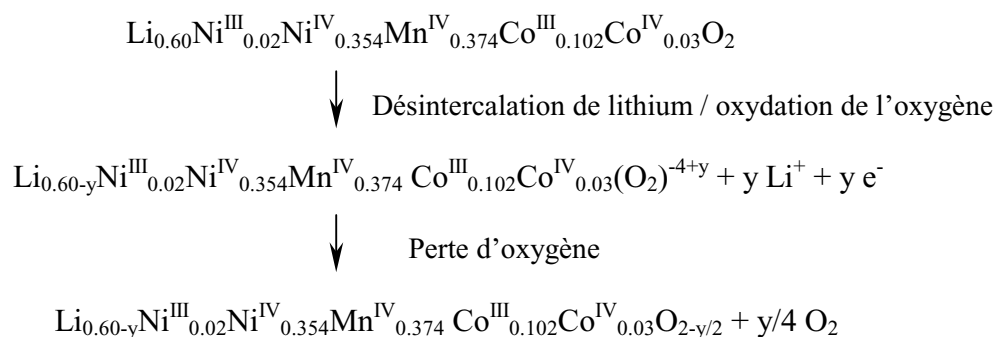 Li₀.₆₀Niᴵᴵᴵ₀.₀₂Niᴵⱽ₀.₃₅₄Mnᴵⱽ₀.₃₇₄Coᴵᴵᴵ₀.₁₀₂Coᴵⱽ₀.₀₃O₂
Désintercalation de lithium / oxydation de l’oxygène
Li₀.₆₀₋yNiᴵᴵᴵ₀.₀₂Niᴵⱽ₀.₃₅₄Mnᴵⱽ₀.₃₇₄ Coᴵᴵᴵ₀.₁₀₂Coᴵⱽ₀.₀₃(O₂)⁻⁴⁺ʸ + y Li⁺ + y e⁻
Perte d’oxygène
Li₀.₆₀₋yNiᴵᴵᴵ₀.₀₂Niᴵⱽ₀.₃₅₄Mnᴵⱽ₀.₃₇₄ Coᴵᴵᴵ₀.₁₀₂Coᴵⱽ₀.₀₃O₂₋y/₂ + y/4 O₂